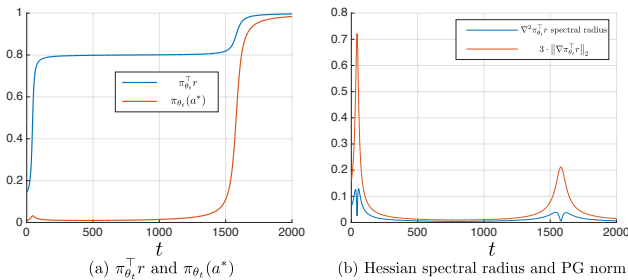 1
0.8
0.6
0.4
0.2
0
0 500 1000 1500 2000
t
π_{θ_t}^⊤ r
π_{θ_t}(a*)
(a) π_{θ_t}^⊤ r and π_{θ_t}(a*)
0.8
0.7
0.6
0.5
0.4
0.3
0.2
0.1
0
0 500 1000 1500 2000
t
∇²π_{θ_t}^⊤ r spectral radius
3 · ‖∇π_{θ_t}^⊤ r‖₂
(b) Hessian spectral radius and PG norm